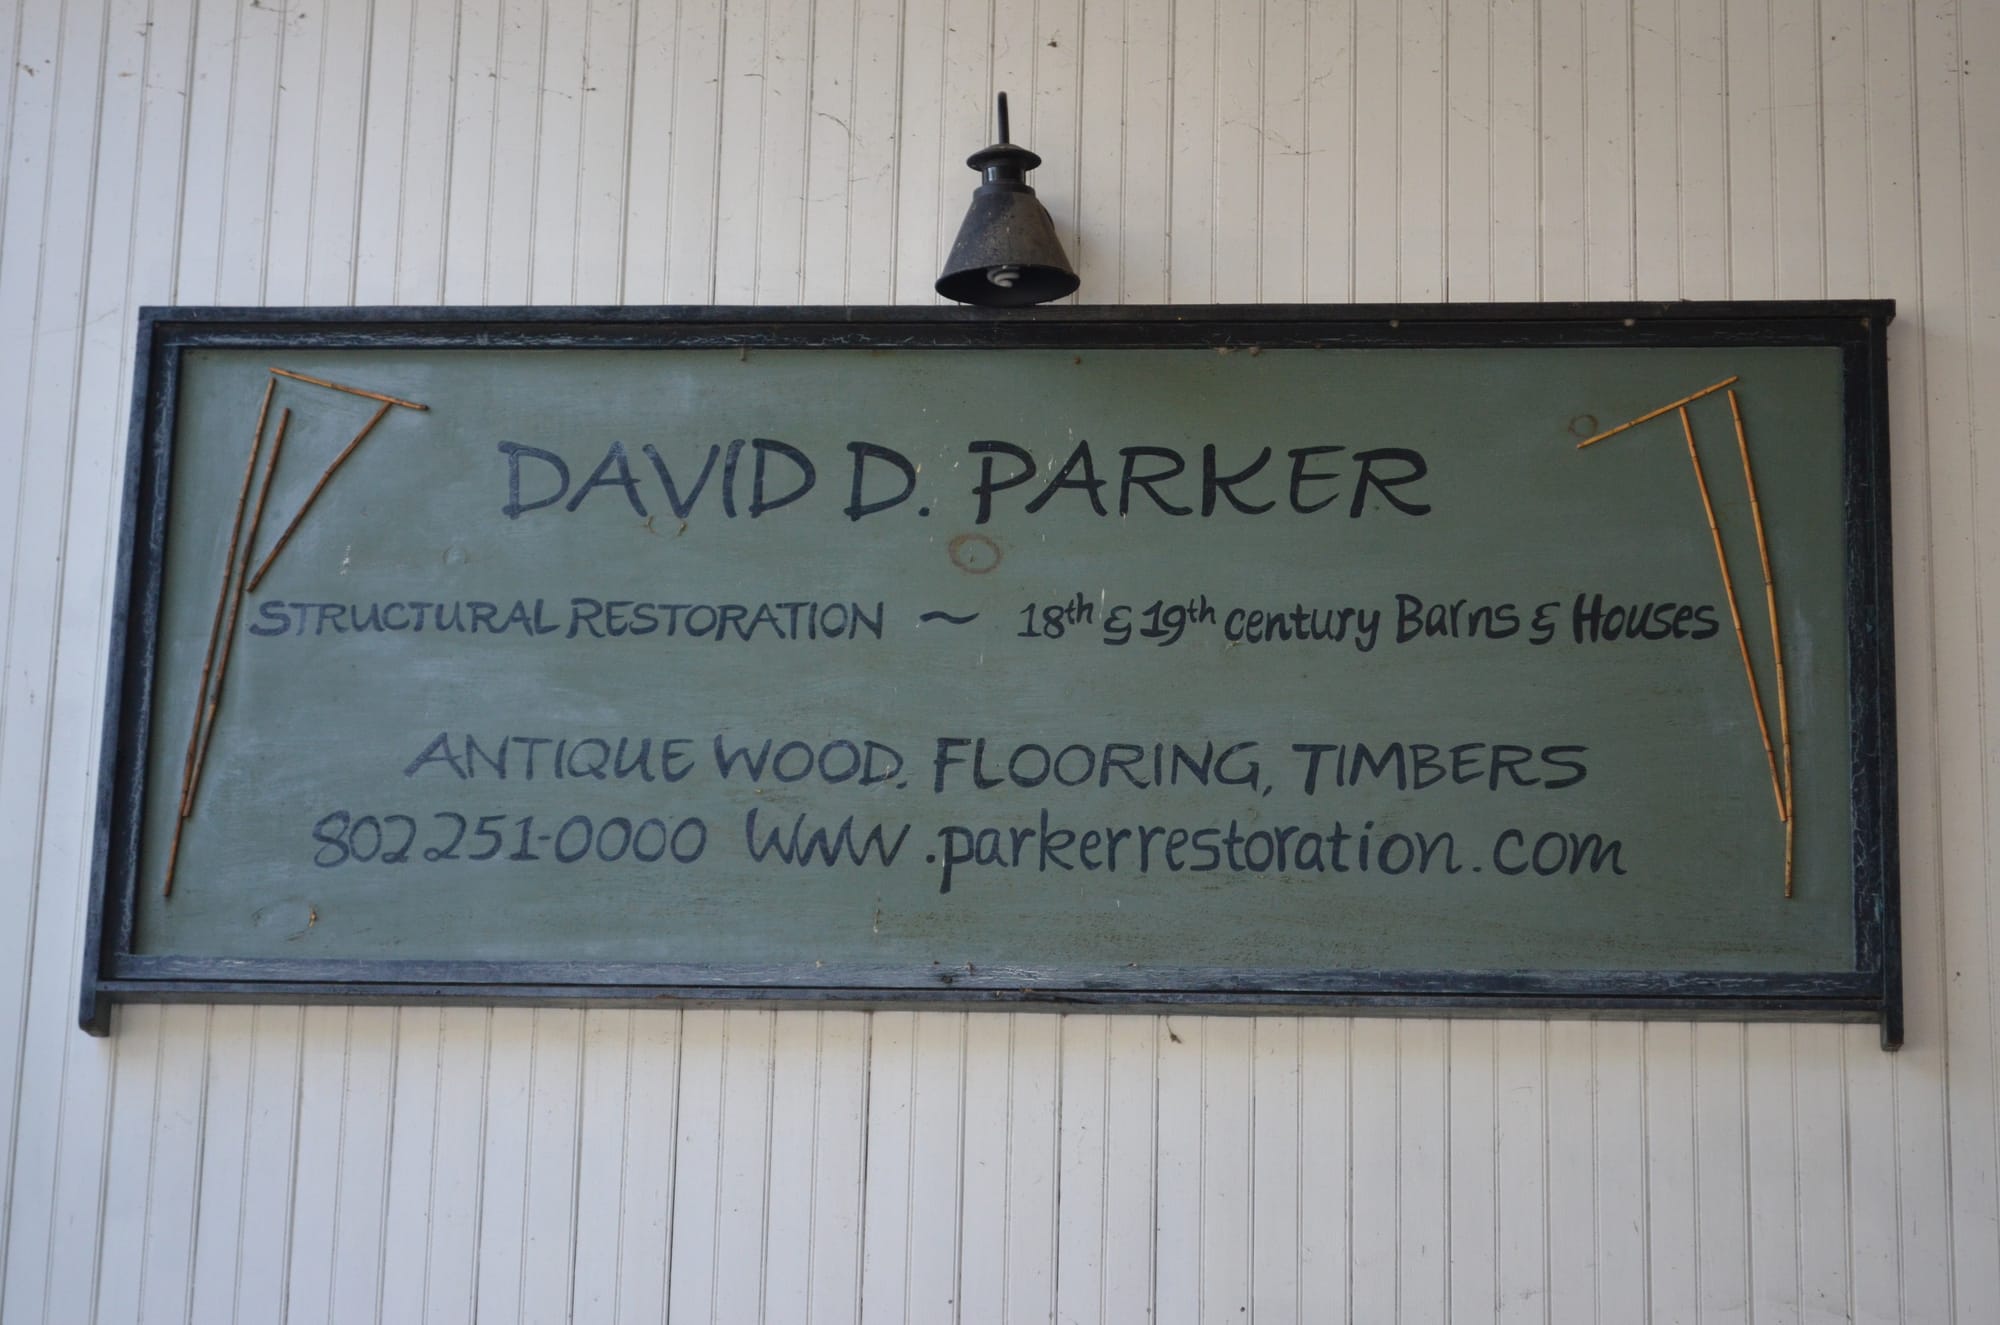 DAVID D. PARKER
STRUCTURAL RESTORATION ~ 18th & 19th century Barns & Houses
ANTIQUE WOOD, FLOORING, TIMBERS
802 251-0000 WWW.parkerrestoration.com